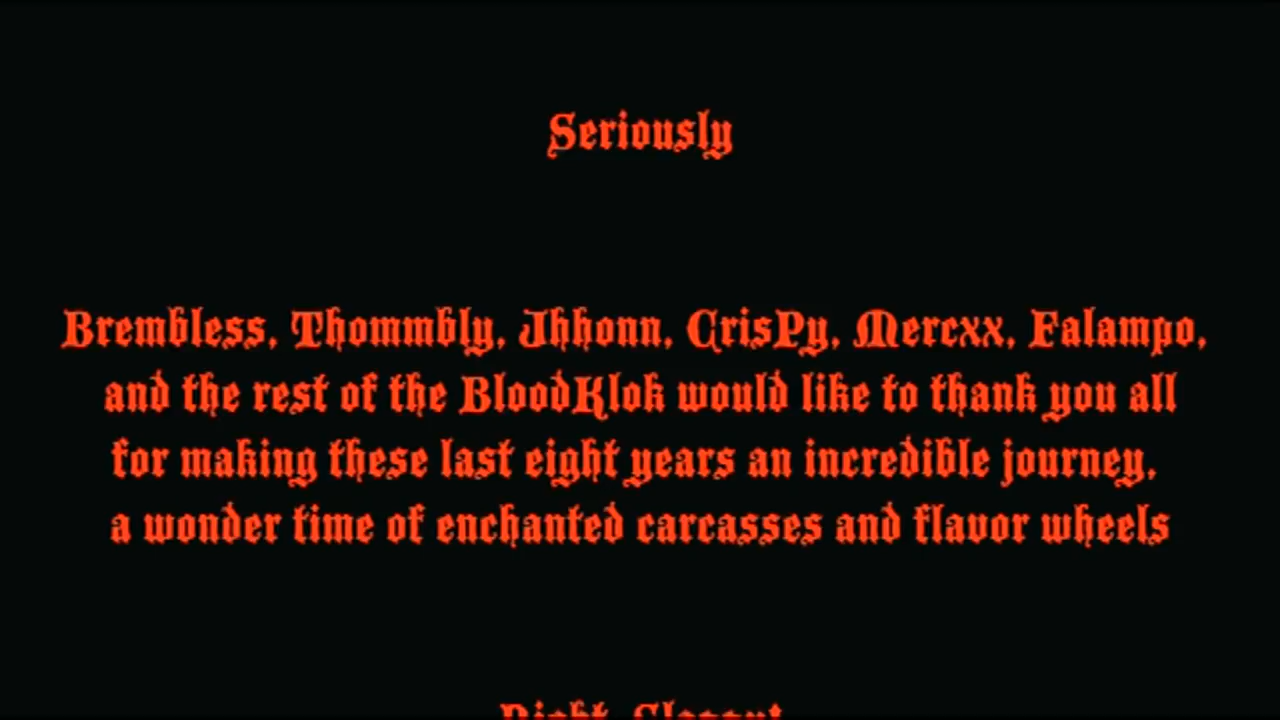 Seriously
Brembless, Thommbly, Jhhonn, CrisPy, Mercxx, Falampo,
and the rest of the BloodKlok would like to thank you all
for making these last eight years an incredible journey,
a wonder time of enchanted carcasses and flavor wheels